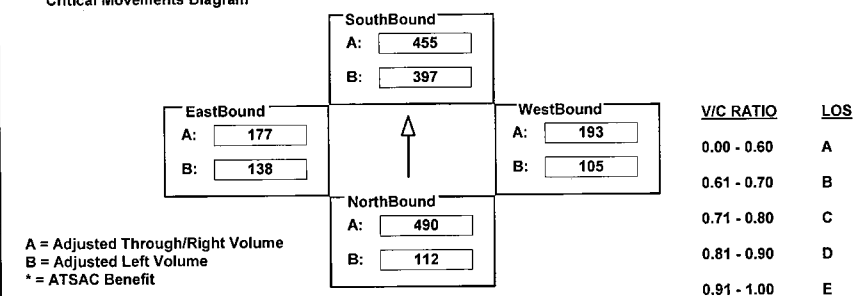 Critical Movements Diagram
SouthBound
A: 455
B: 397
EastBound
A: 177
B: 138
WestBound
A: 193
B: 105
NorthBound
A: 490
B: 112
A = Adjusted Through/Right Volume
B = Adjusted Left Volume
* = ATSAC Benefit
V/C RATIO LOS
0.00 - 0.60 A
0.61 - 0.70 B
0.71 - 0.80 C
0.81 - 0.90 D
0.91 - 1.00 E